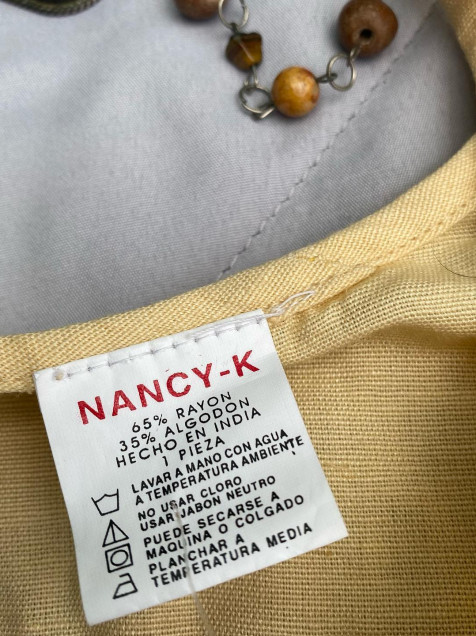 NANCY-K
65% RAYON
35% ALGODON
HECHO EN INDIA
1 PIEZA
LAVAR A MANO CON AGUA
A TEMPERATURA AMBIENTE
NO USAR CLORO
USAR JABON NEUTRO
PUEDE SECARSE A
MAQUINA O COLGADO
PLANCHAR A
TEMPERATURA MEDIA